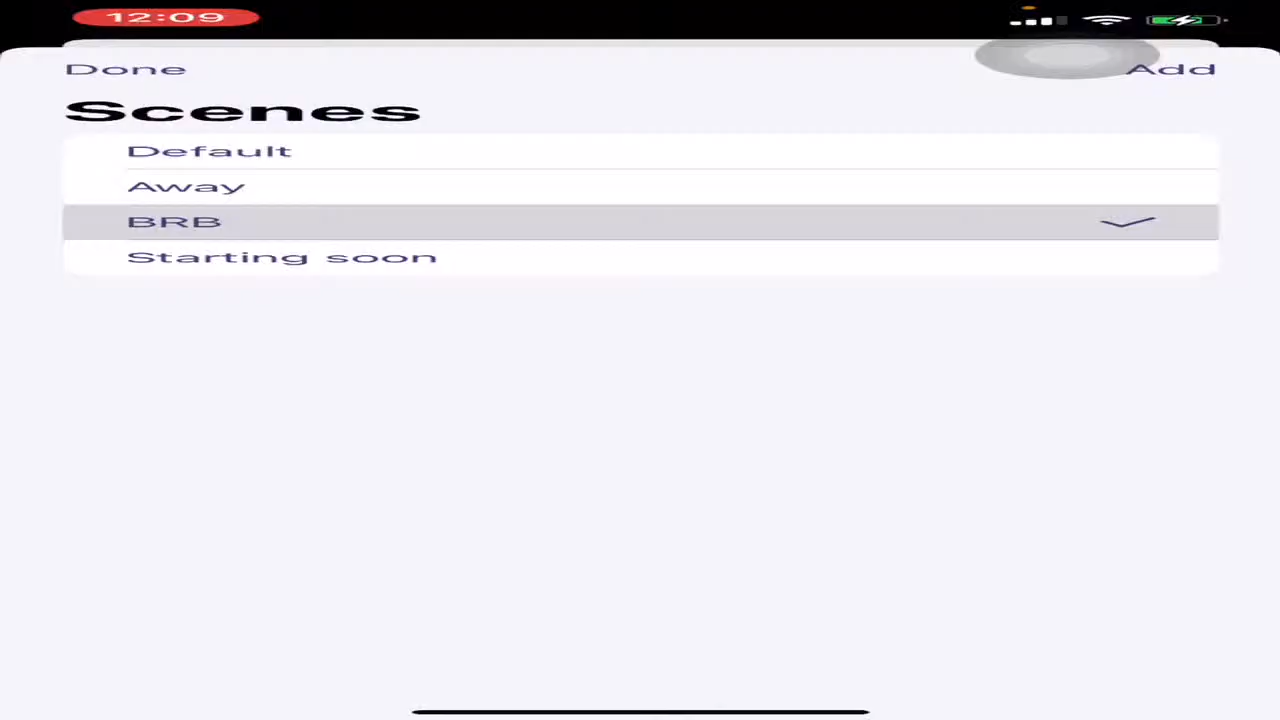 12:09
Done Add
Scenes
Default
Away
BRB
Starting soon